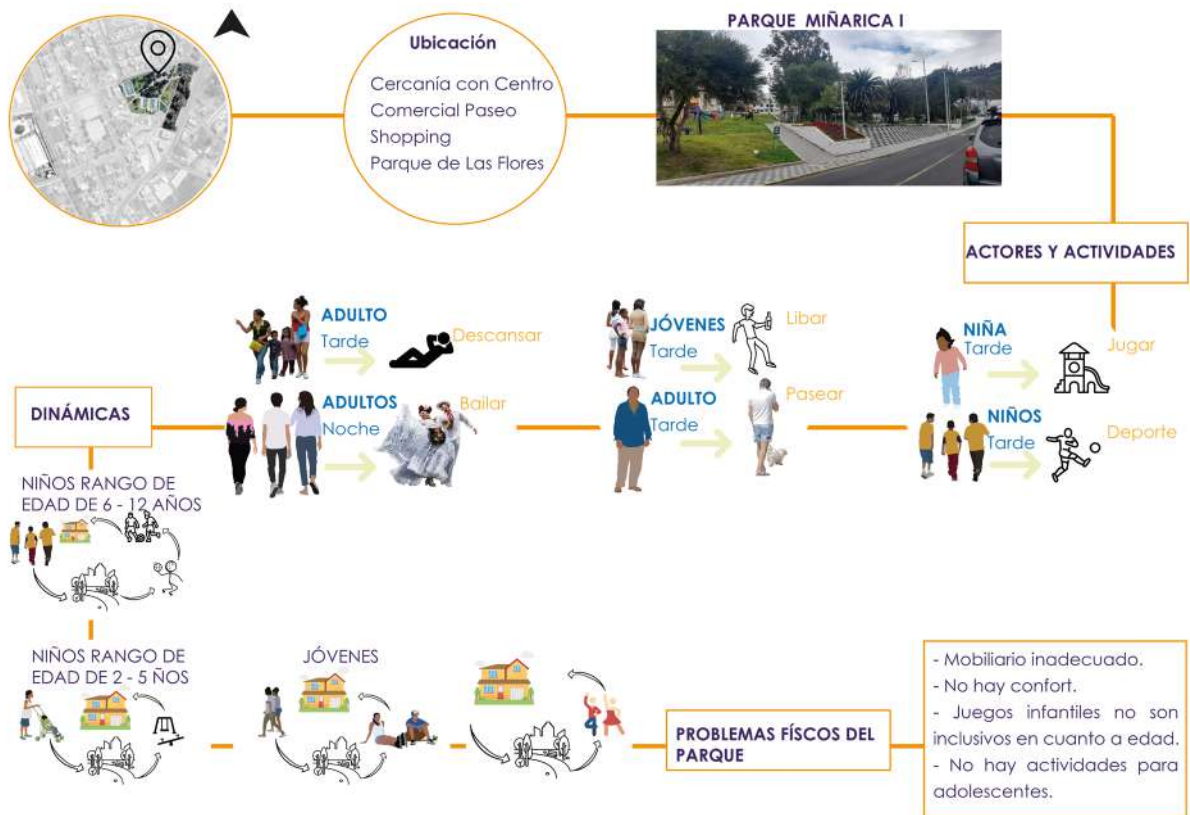 Ubicación
Cercanía con Centro
Comercial Paseo
Shopping
Parque de Las Flores
PARQUE MIÑARICA I
ACTORES Y ACTIVIDADES
ADULTO
Tarde
Descansar
JÓVENES
Tarde
Libar
NIÑA
Tarde
Jugar
DINÁMICAS
ADULTOS
Noche
Bailar
ADULTO
Tarde
Pasear
NIÑOS
Tarde
Deporte
NIÑOS RANGO DE
EDAD DE 6 - 12 AÑOS
NIÑOS RANGO DE
EDAD DE 2 - 5 ÑOS
JÓVENES
PROBLEMAS FÍSCOS DEL
PARQUE
- Mobiliario inadecuado.
- No hay confort.
- Juegos infantiles no son
inclusivos en cuanto a edad.
- No hay actividades para
adolescentes.